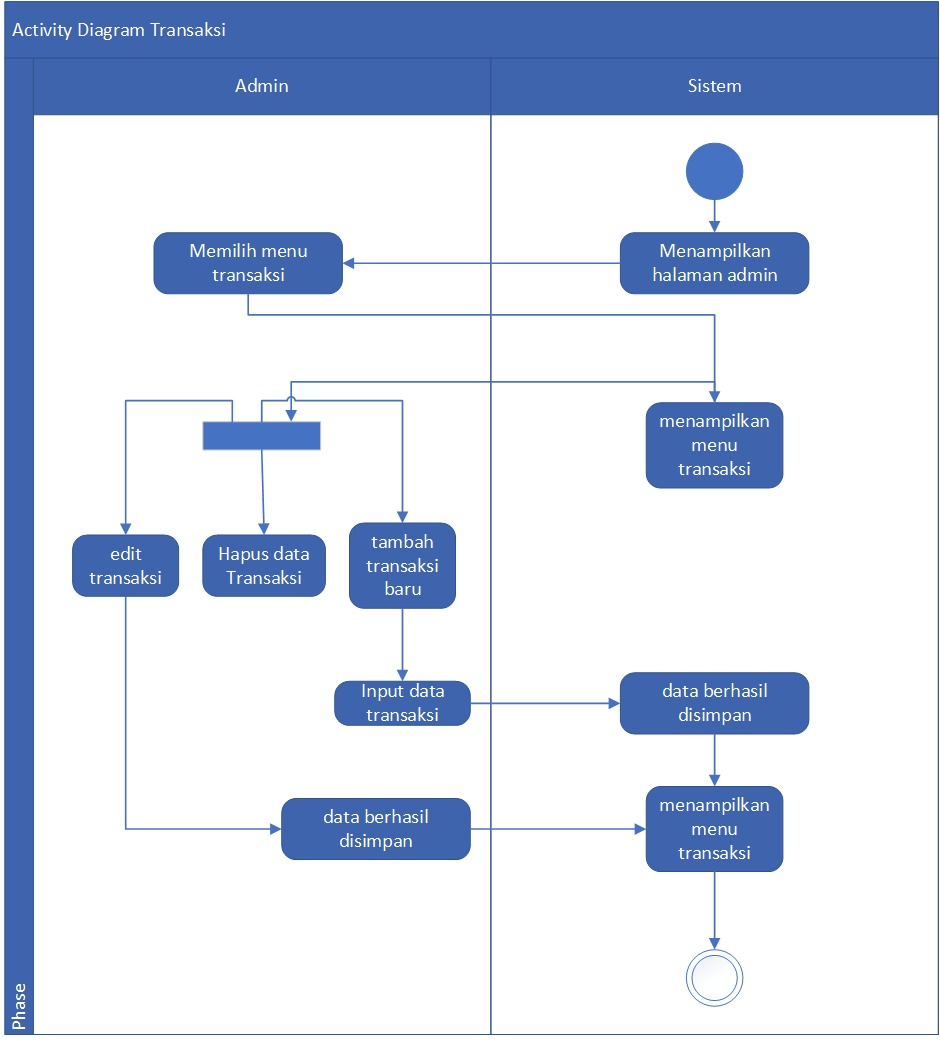 Activity Diagram Transaksi
Admin
Sistem
Memilih menu
transaksi
Menampilkan
halaman admin
menampilkan
menu
transaksi
edit
transaksi
Hapus data
Transaksi
tambah
transaksi
baru
Input data
transaksi
data berhasil
disimpan
data berhasil
disimpan
menampilkan
menu
transaksi
Phase